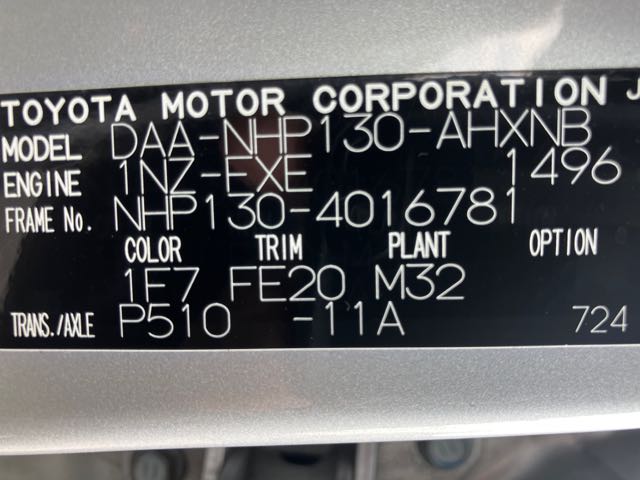 TOYOTA MOTOR CORPORATION J
MODEL DAA-NHP130-AHXNB
ENGINE 1NZ-FXE 1496
FRAME No. NHP130-4016781
COLOR TRIM PLANT OPTION
1F7 FE20 M32
TRANS./AXLE P510 -11A 724